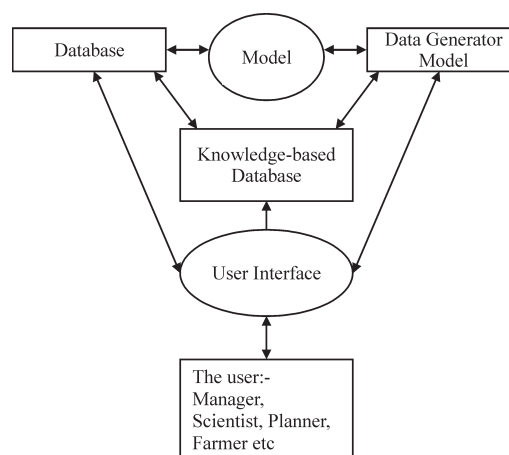 Database
Model
Data Generator
Model
Knowledge-based
Database
User Interface
The user:-
Manager,
Scientist, Planner,
Farmer etc